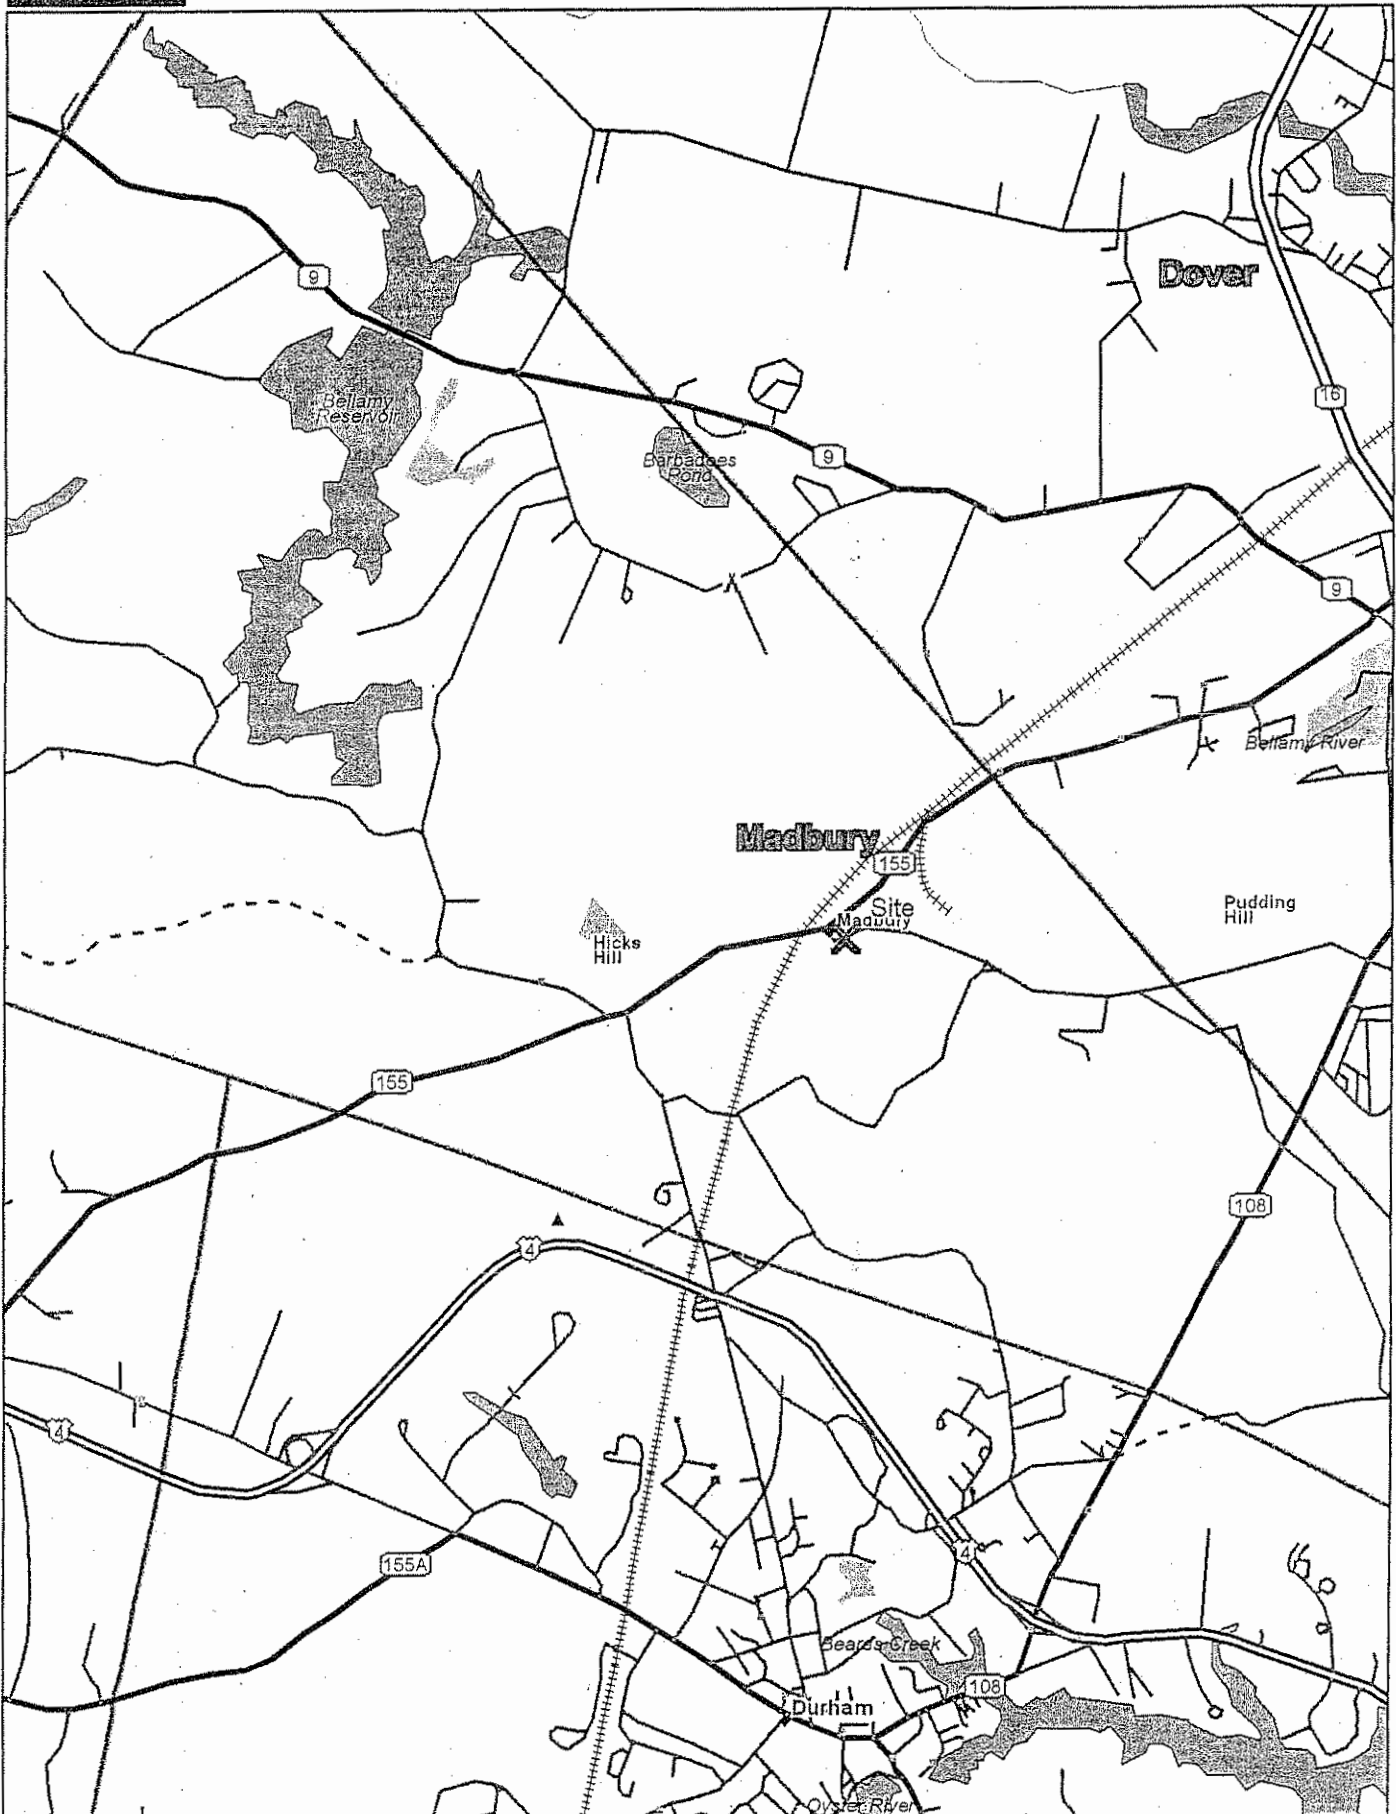 Dover
9
16
Bellamy
Reservoir
Barbadoes
Pond
9
9
Bellamy River
Madbury
155
Site
Madbury
Pudding
Hill
Hicks
Hill
155
108
4
4
155A
4
Beards Creek
108
Durham
Oyster River